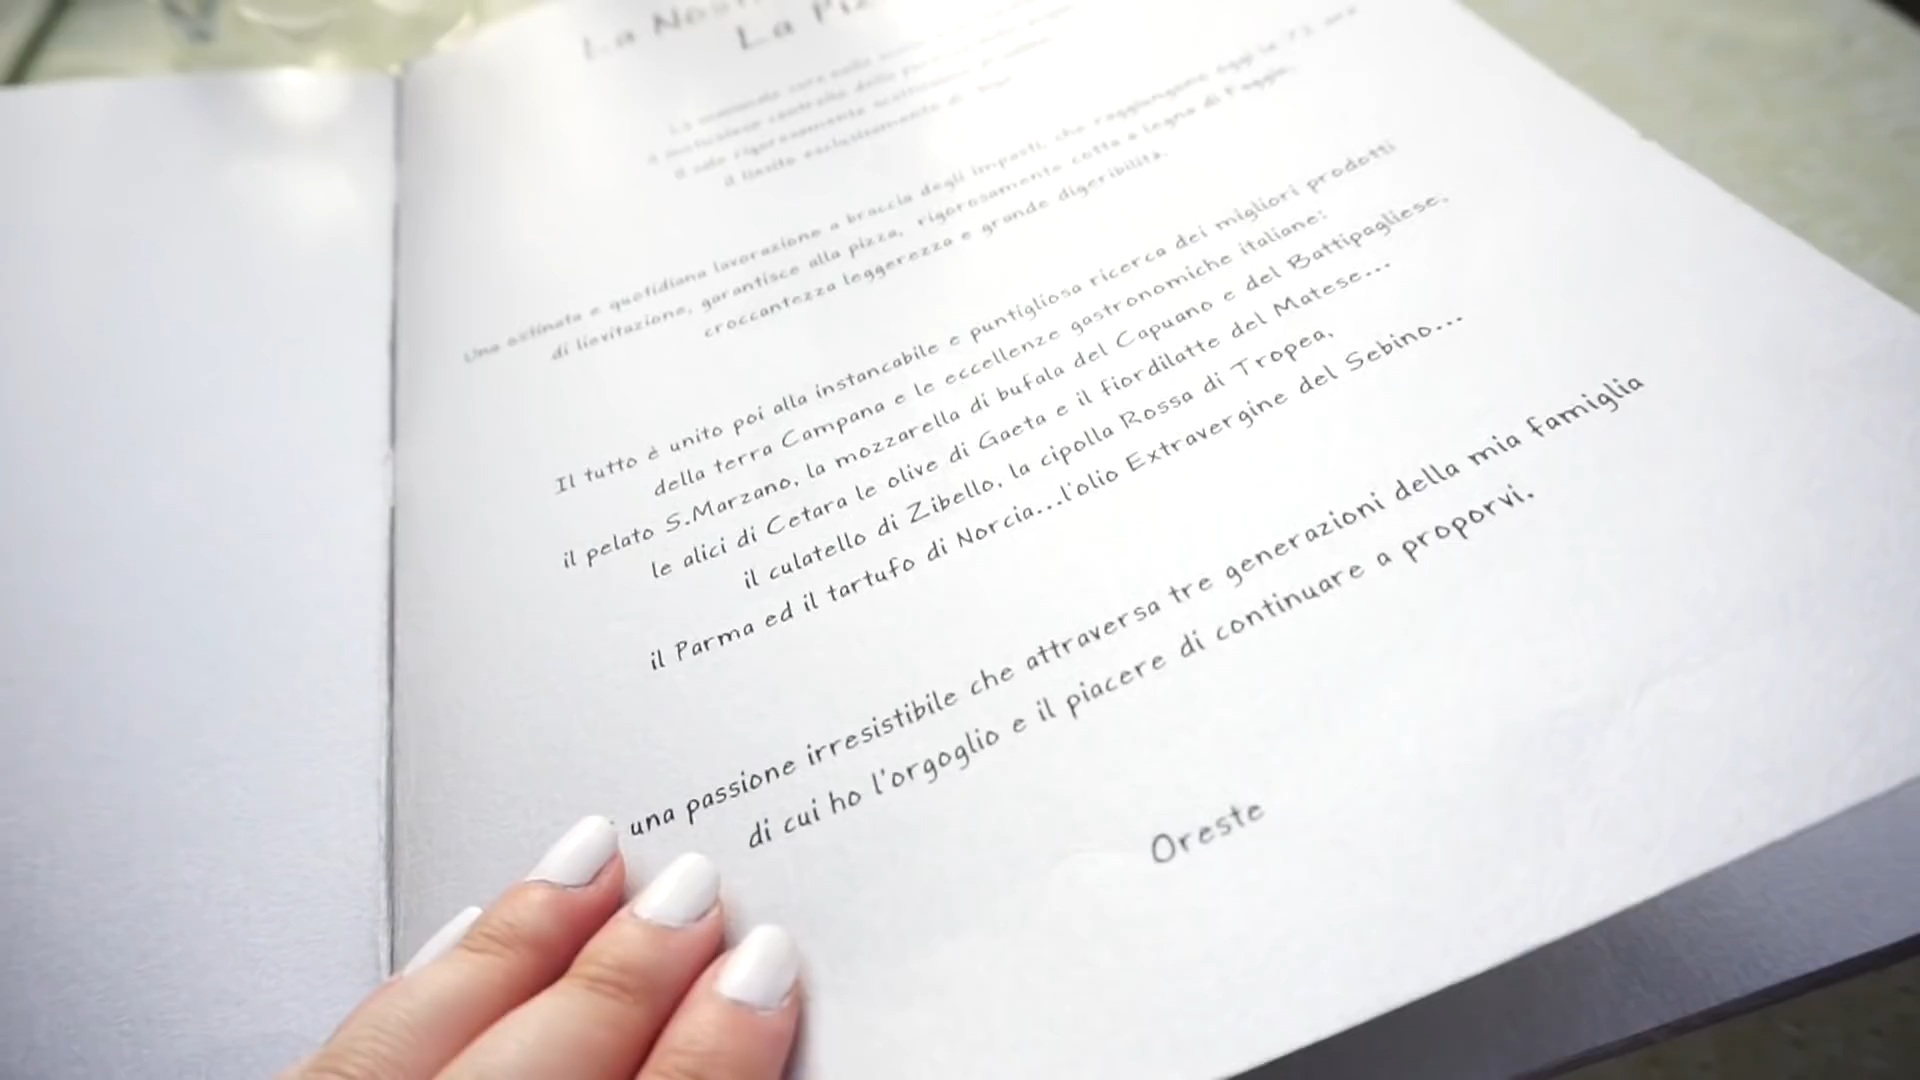 La
La
Una ostinata e quotidiana lavorazione a braccia degli impasti, che raggiungono oggi le 72 ore
di lievitazione, garantisce alla pizza, rigorosamente cotta a legna di Faggio,
croccantezza leggerezza e grande digeribilità.
Il tutto è unito poi alla instancabile e puntigliosa ricerca dei migliori prodotti
della terra Campana e le eccellenze gastronomiche italiane:
il pelato S.Marzano, la mozzarella di bufala del Capuano e del Battipagliese,
le alici di Cetara le olive di Gaeta e il fiordilatte del Matese...
il culatello di Zibello, la cipolla Rossa di Tropea,
il Parma ed il tartufo di Norcia...l'olio Extravergine del Sebino...
una passione irresistibile che attraversa tre generazioni della mia famiglia
di cui ho l'orgoglio e il piacere di continuare a proporvi.
Oreste